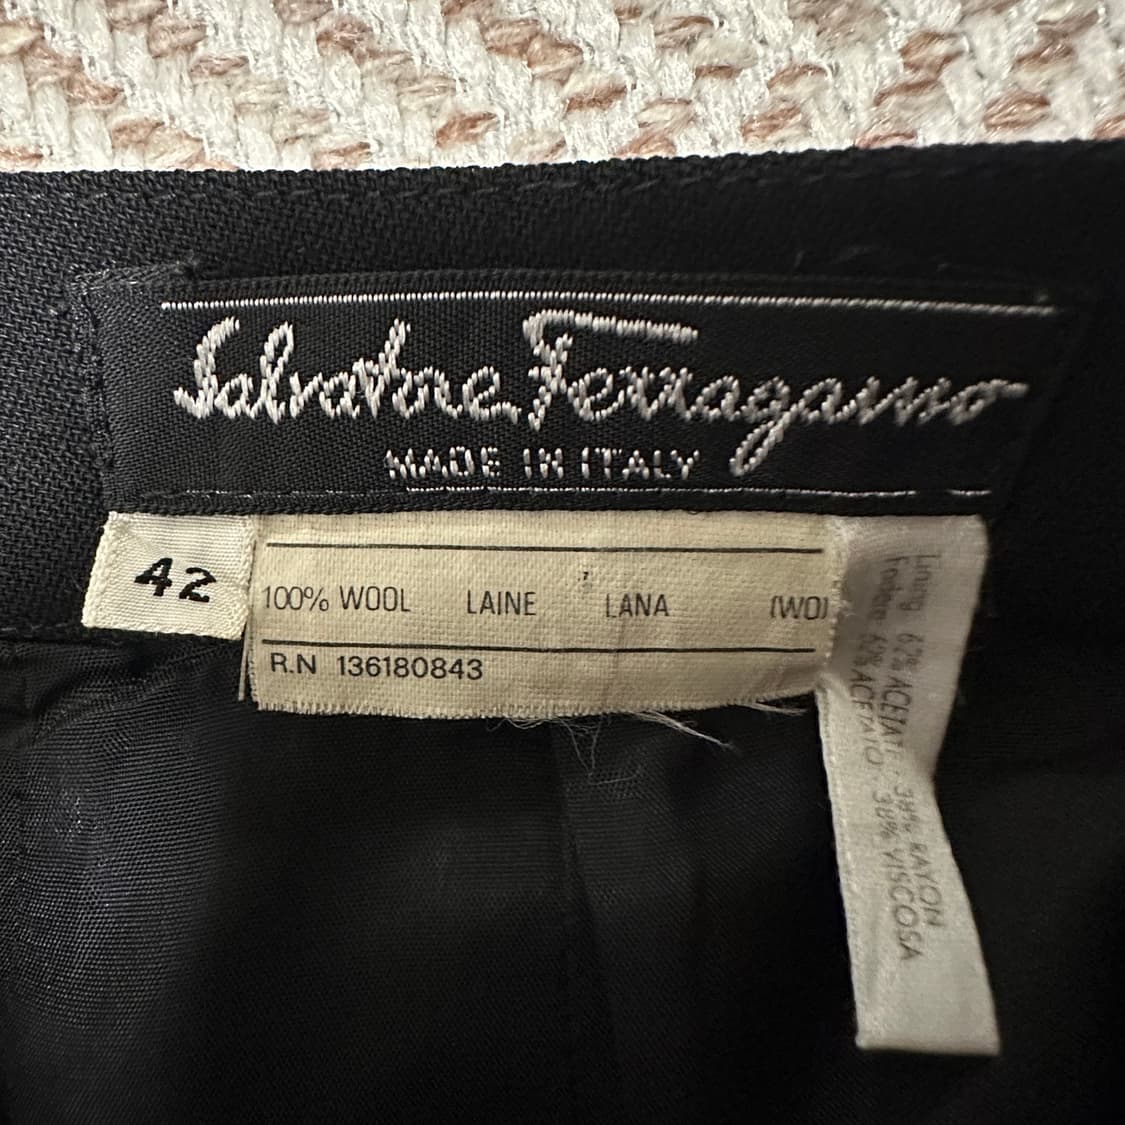 Salvatore Ferragamo
MADE IN ITALY
42
100% WOOL LAINE LANA (WO)
R.N 136180843
Lining 62% ACETATE / 38% RAYON
Fodera 62% ACETATO / 38% VISCOSA